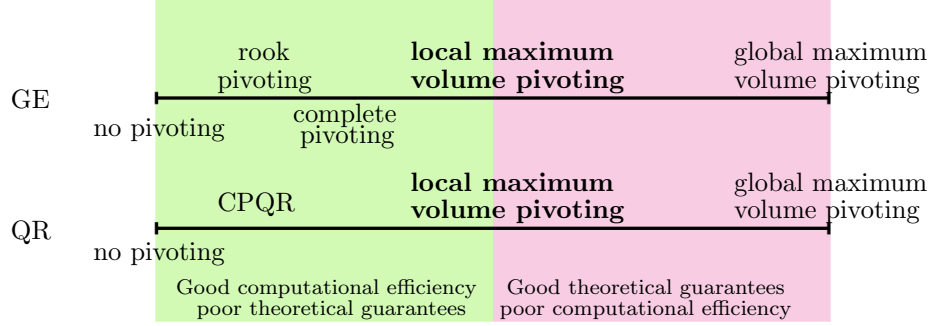 rook
pivoting
local maximum
volume pivoting
global maximum
volume pivoting
GE
no pivoting
complete
pivoting
CPQR
local maximum
volume pivoting
global maximum
volume pivoting
QR
no pivoting
Good computational efficiency
poor theoretical guarantees
Good theoretical guarantees
poor computational efficiency